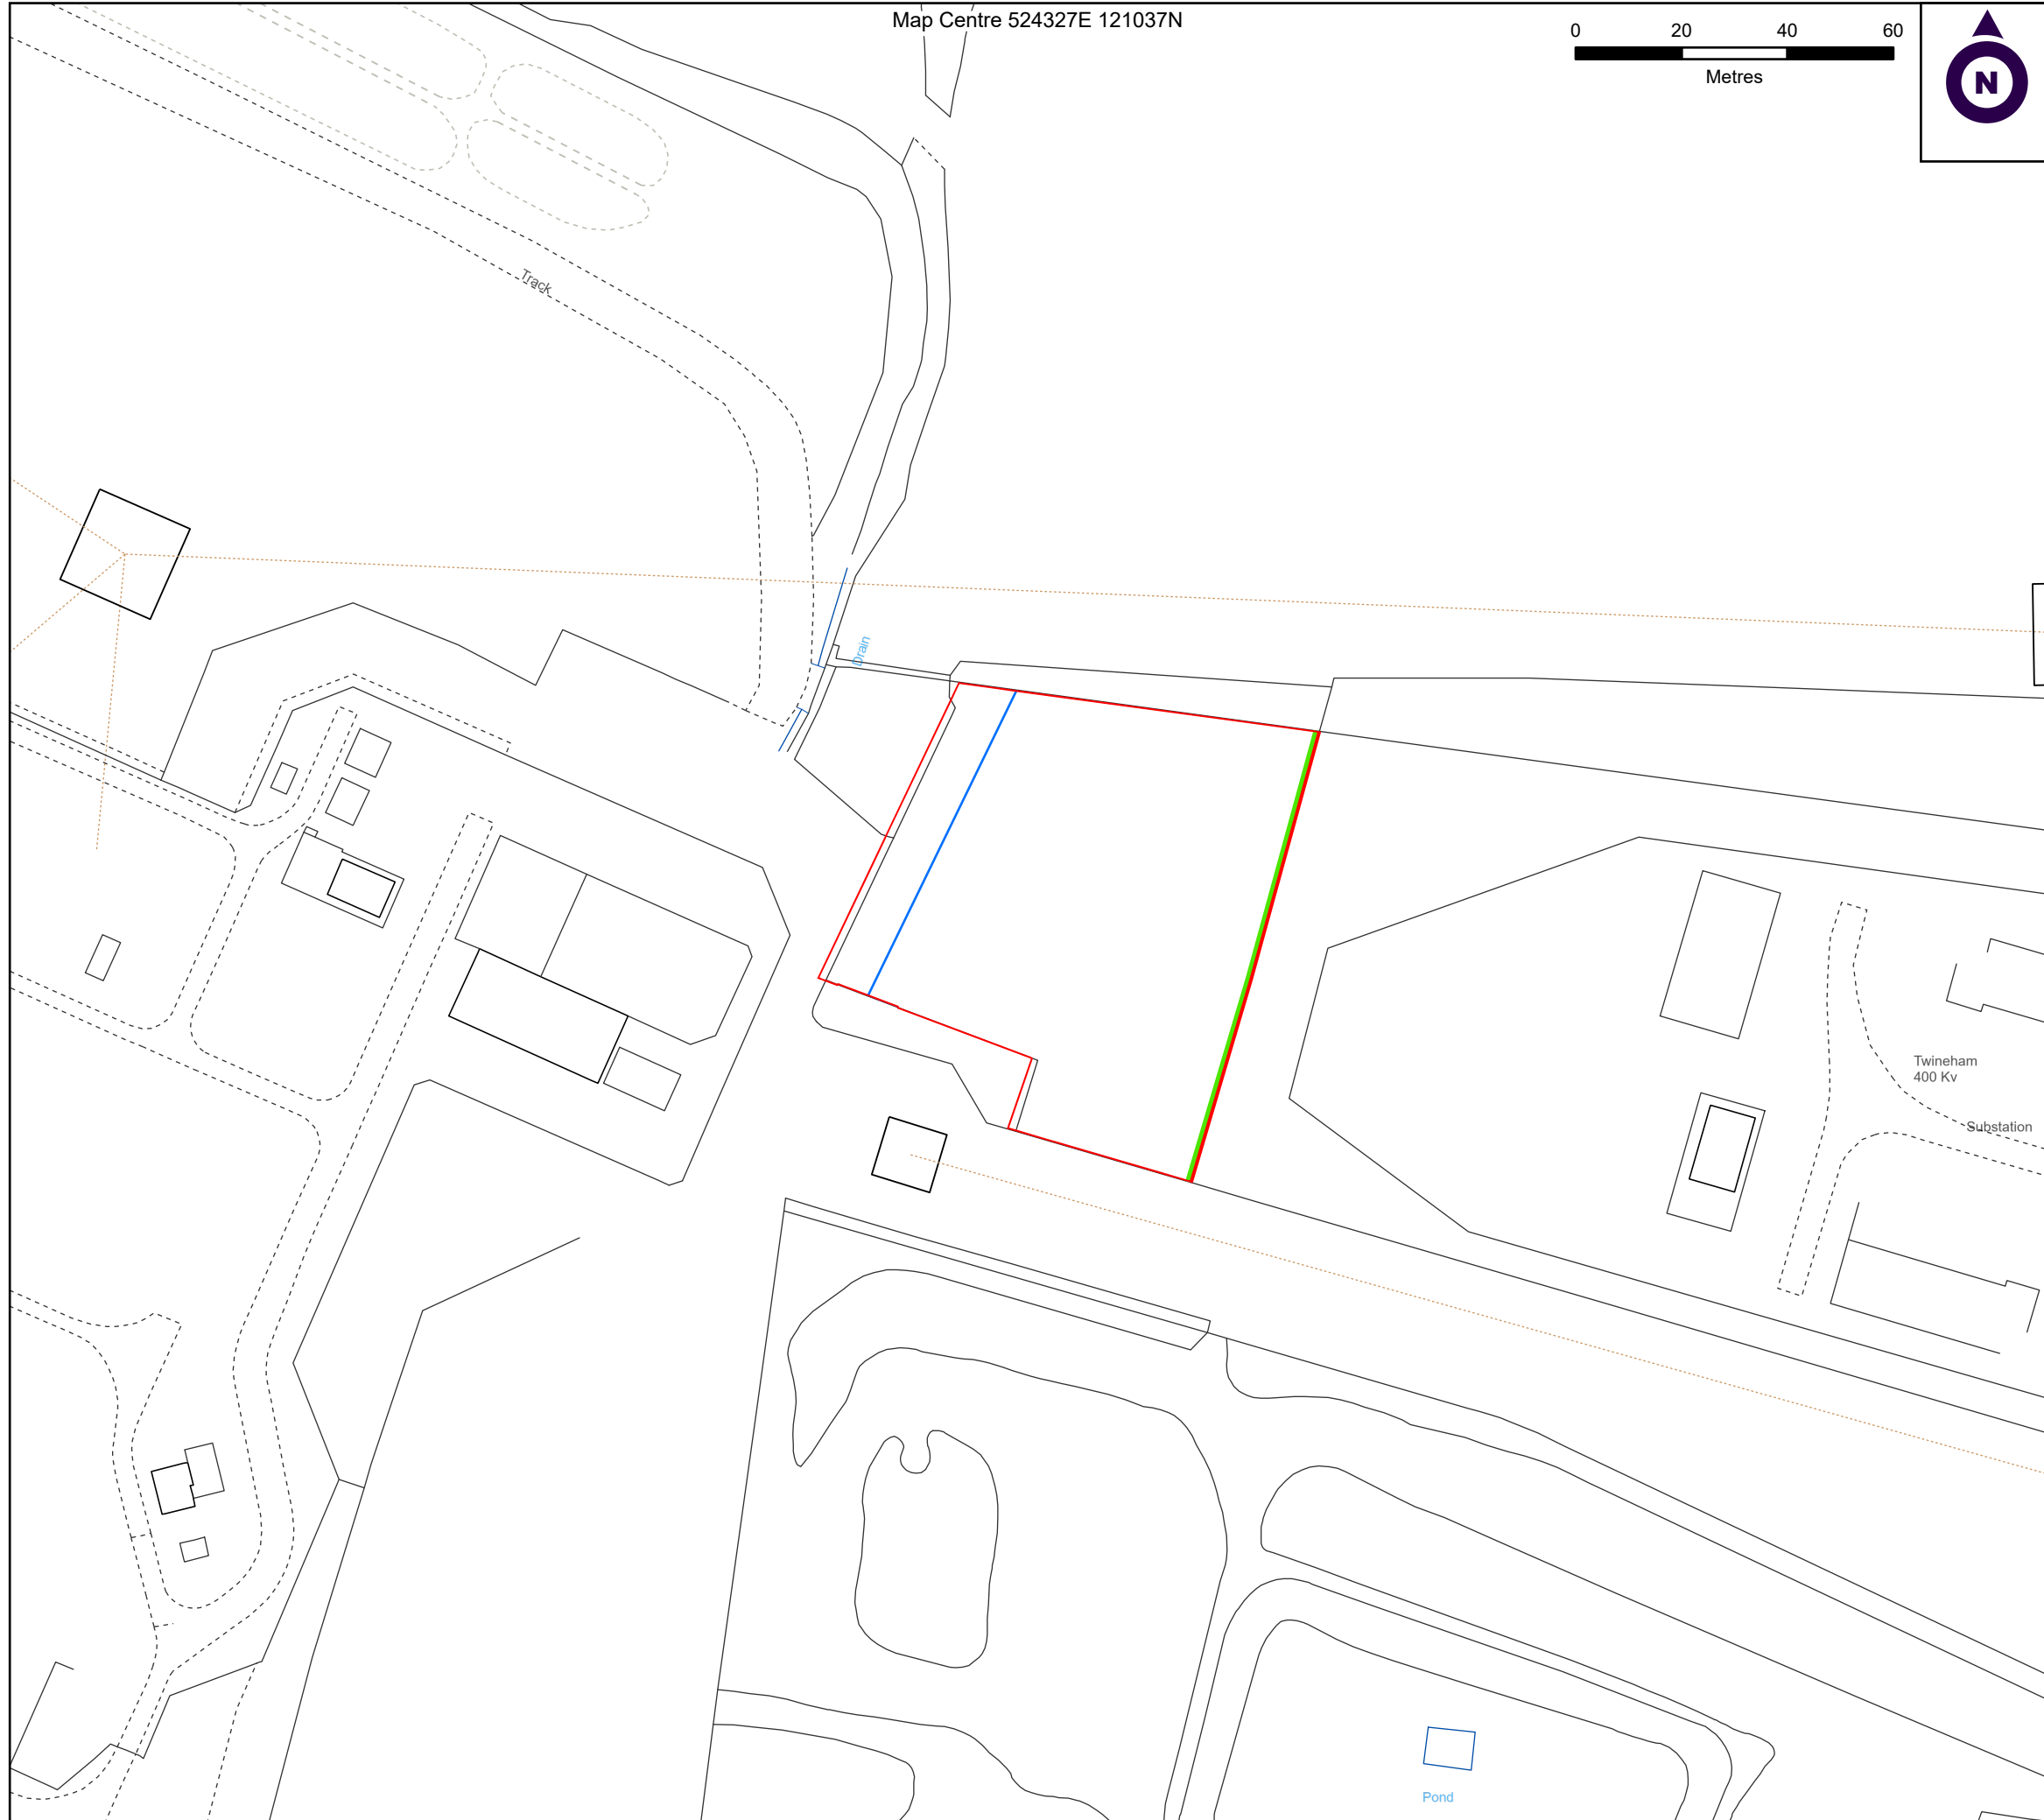 Map Centre 524327E 121037N
0 20 40 60
Metres
N
Track
Drain
Twineham
400 Kv
Substation
Pond